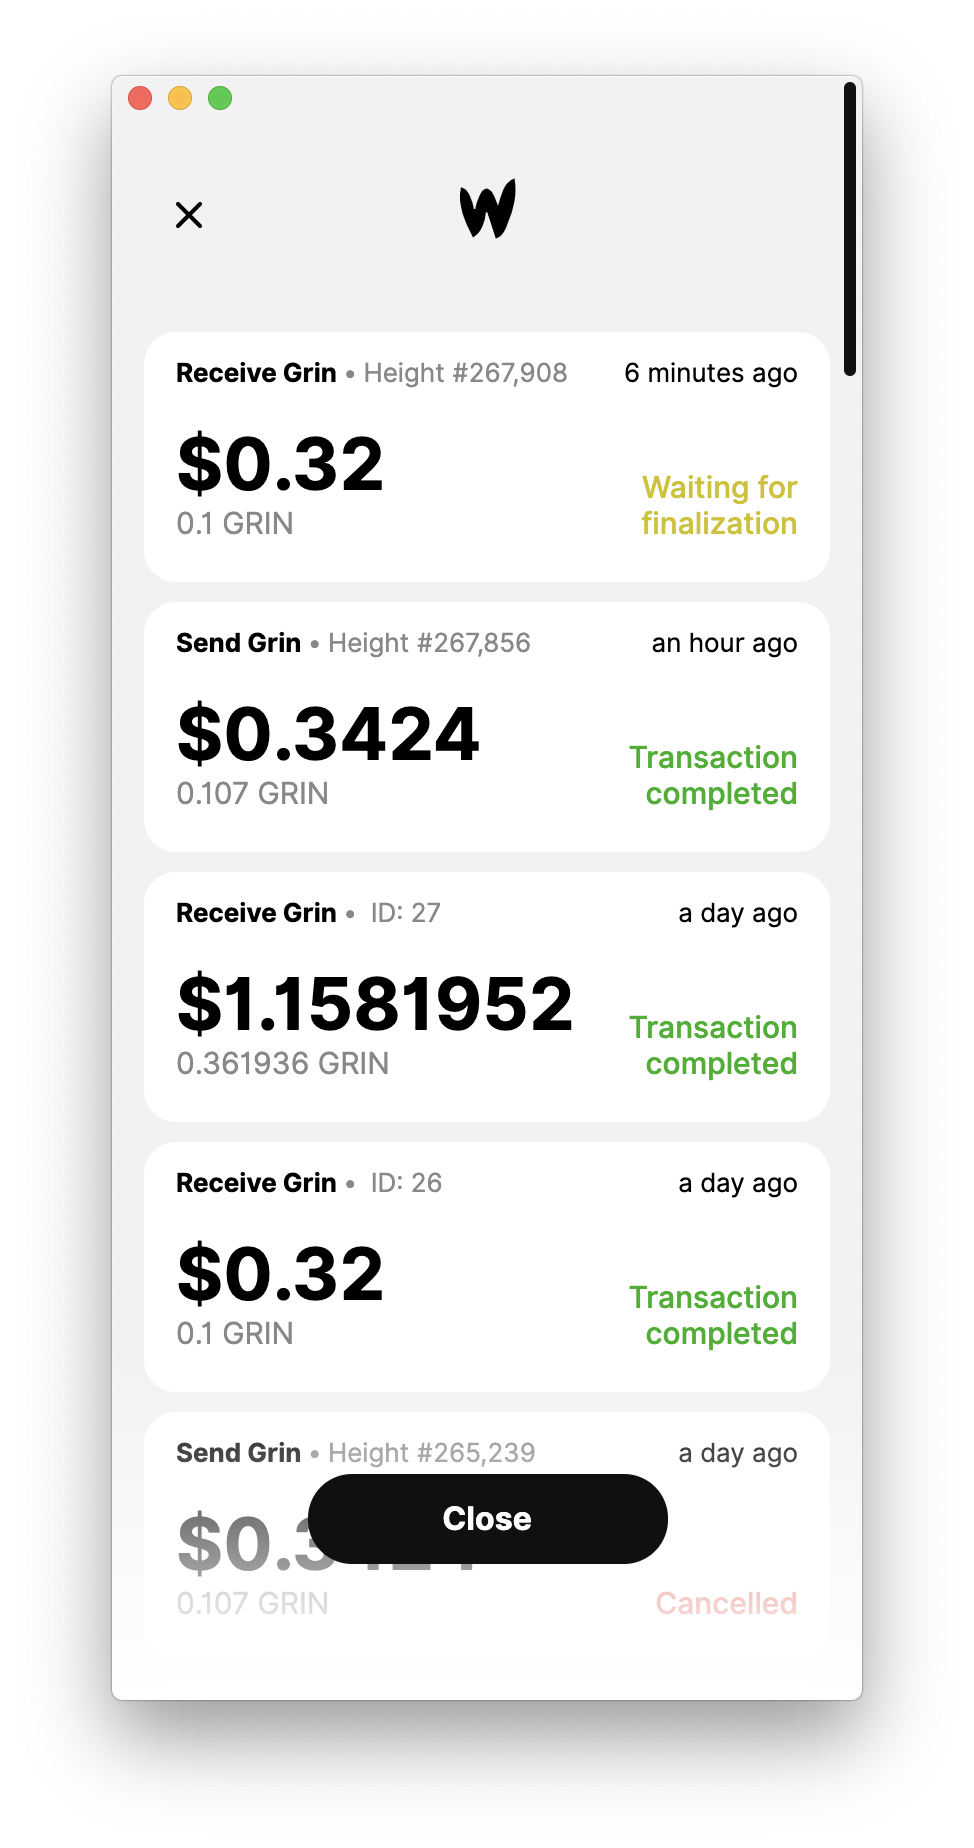 W
Receive Grin • Height #267,908 6 minutes ago
$0.32
0.1 GRIN
Waiting for
finalization
Send Grin • Height #267,856 an hour ago
$0.3424
0.107 GRIN
Transaction
completed
Receive Grin • ID: 27 a day ago
$1.1581952
0.361936 GRIN
Transaction
completed
Receive Grin • ID: 26 a day ago
$0.32
0.1 GRIN
Transaction
completed
Send Grin • Height #265,239 a day ago
Close
0.107 GRIN
Cancelled